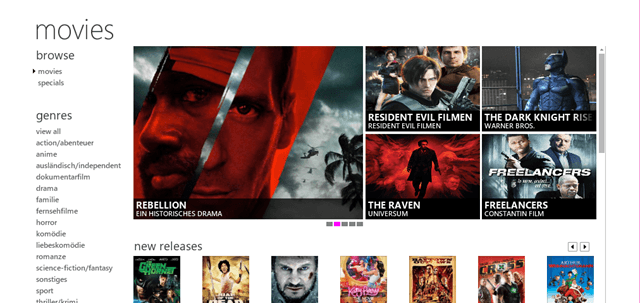 movies
browse
movies
specials
genres
view all
action/abenteuer
anime
ausländisch/independent
dokumentarfilm
drama
familie
fernsehfilme
horror
komödie
liebeskomödie
romanze
science-fiction/fantasy
sonstiges
sport
thriller/krimi
REBELLION
EIN HISTORISCHES DRAMA
RESIDENT EVIL FILMEN
RESIDENT EVIL FILMEN
THE DARK KNIGHT RISE
WARNER BROS.
THE RAVEN
UNIVERSUM
FREELANCERS
FREELANCERS
CONSTANTIN FILM
new releases
GREEN
HORNET